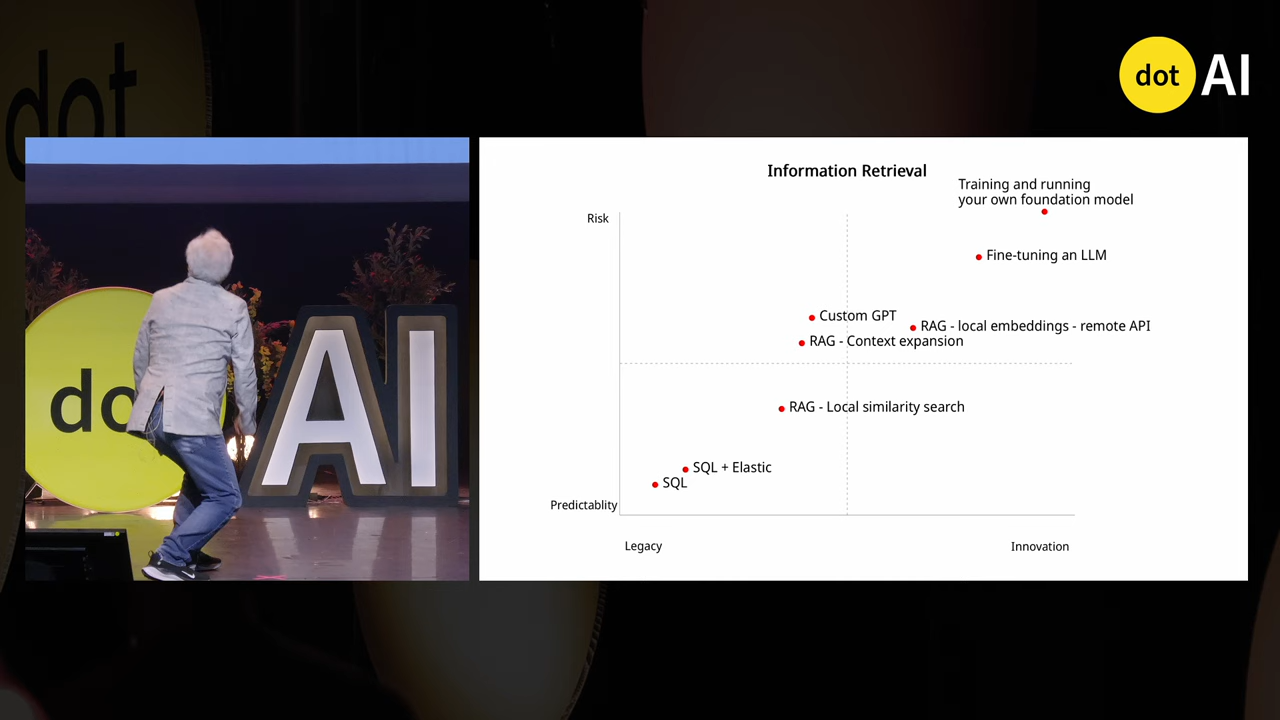 dot
dot AI
do
AI
Information Retrieval
Training and running
your own foundation model
Risk
Fine-tuning an LLM
Custom GPT
RAG - local embeddings - remote API
RAG - Context expansion
RAG - Local similarity search
SQL + Elastic
SQL
Predictablity
Legacy
Innovation